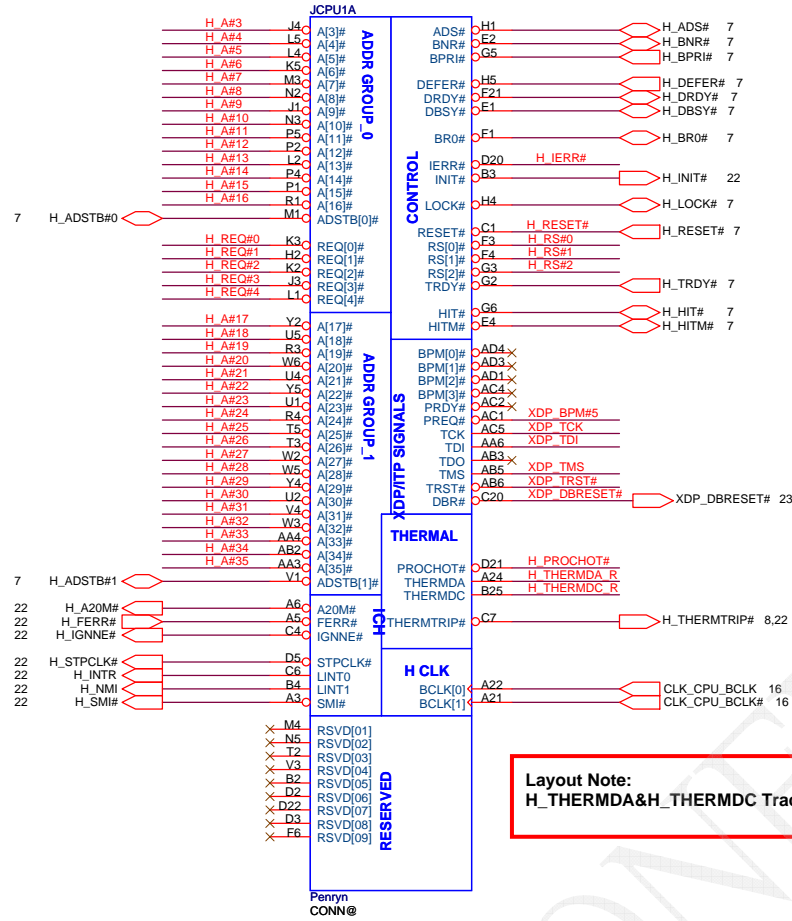 JCPU1A
H_A#3 J4 A[3]# ADS# H1 H_ADS# 7
H_A#4 L5 A[4]# BNR# E2 H_BNR# 7
H_A#5 L4 A[5]# BPRI# G5 H_BPRI# 7
H_A#6 K5 A[6]#
H_A#7 M3 A[7]# DEFER# H5 H_DEFER# 7
H_A#8 N2 A[8]# DRDY# F21 H_DRDY# 7
H_A#9 J1 A[9]# DBSY# E1 H_DBSY# 7
H_A#10 N3 A[10]#
H_A#11 P5 A[11]# BR0# F1 H_BR0# 7
H_A#12 P2 A[12]#
H_A#13 L2 A[13]# IERR# D20 H_IERR#
H_A#14 P4 A[14]# INIT# B3 H_INIT# 22
H_A#15 P1 A[15]#
H_A#16 R1 A[16]# LOCK# H4 H_LOCK# 7
7 H_ADSTB#0 M1 ADSTB[0]#
ADDR GROUP_0
CONTROL
RESET# C1 H_RESET# H_RESET# 7
H_REQ#0 K3 REQ[0]# RS[0]# F3 H_RS#0
H_REQ#1 H2 REQ[1]# RS[1]# F4 H_RS#1
H_REQ#2 K2 REQ[2]# RS[2]# G3 H_RS#2
H_REQ#3 J3 REQ[3]# TRDY# G2 H_TRDY# 7
H_REQ#4 L1 REQ[4]#
HIT# G6 H_HIT# 7
H_A#17 Y2 A[17]# HITM# E4 H_HITM# 7
H_A#18 U5 A[18]#
H_A#19 R3 A[19]# BPM[0]# AD4
H_A#20 W6 A[20]# BPM[1]# AD3
H_A#21 U4 A[21]# BPM[2]# AD1
H_A#22 Y5 A[22]# BPM[3]# AC4
H_A#23 U1 A[23]# PRDY# AC2
H_A#24 R4 A[24]# PREQ# AC1 XDP_BPM#5
H_A#25 T5 A[25]# TCK AC5 XDP_TCK
H_A#26 T3 A[26]# TDI AA6 XDP_TDI
H_A#27 W2 A[27]# TDO AB3
H_A#28 W5 A[28]# TMS AB5 XDP_TMS
H_A#29 Y4 A[29]# TRST# AB6 XDP_TRST#
H_A#30 U2 A[30]# DBR# C20 XDP_DBRESET# XDP_DBRESET# 23
H_A#31 V4 A[31]#
H_A#32 W3 A[32]#
H_A#33 AA4 A[33]#
H_A#34 AB2 A[34]#
H_A#35 AA3 A[35]#
7 H_ADSTB#1 V1 ADSTB[1]#
ADDR GROUP_1
XDP/ITP SIGNALS
THERMAL
PROCHOT# D21 H_PROCHOT#
THERMDA A24 H_THERMDA_R
THERMDC B25 H_THERMDC_R
22 H_A20M# A6 A20M#
22 H_FERR# A5 FERR# THERMTRIP# C7 H_THERMTRIP# 8,22
22 H_IGNNE# C4 IGNNE#
ICH
22 H_STPCLK# D5 STPCLK#
22 H_INTR C6 LINT0
22 H_NMI B4 LINT1
22 H_SMI# A3 SMI#
H CLK
BCLK[0] A22 CLK_CPU_BCLK 16
BCLK[1] A21 CLK_CPU_BCLK# 16
M4 RSVD[01]
N5 RSVD[02]
T2 RSVD[03]
V3 RSVD[04]
B2 RSVD[05]
D2 RSVD[06]
D22 RSVD[07]
D3 RSVD[08]
F6 RSVD[09]
RESERVED
Layout Note:
H_THERMDA&H_THERMDC Trac
Penryn
CONN@